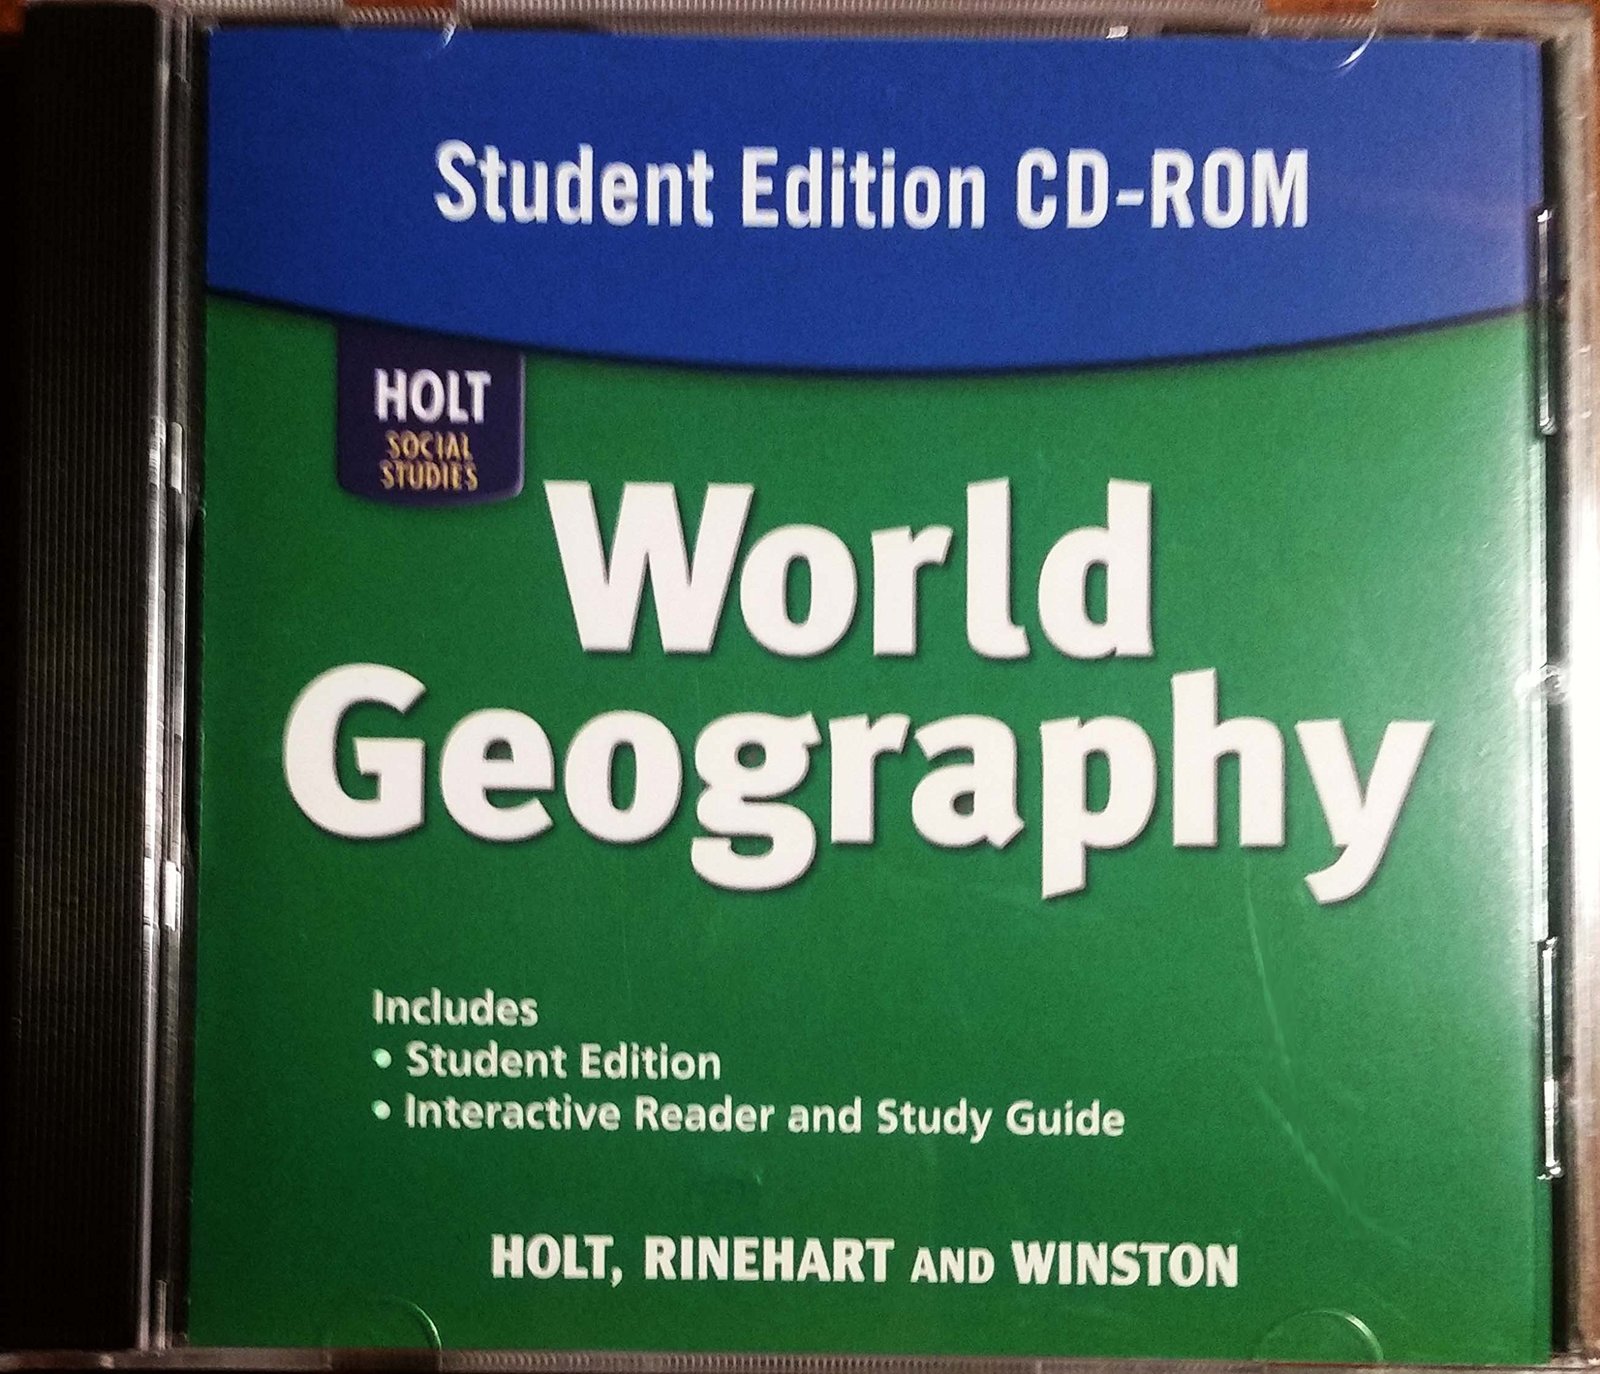 Student Edition CD-ROM
HOLT
SOCIAL
STUDIES
World
Geography
Includes
• Student Edition
• Interactive Reader and Study Guide
HOLT, RINEHART AND WINSTON